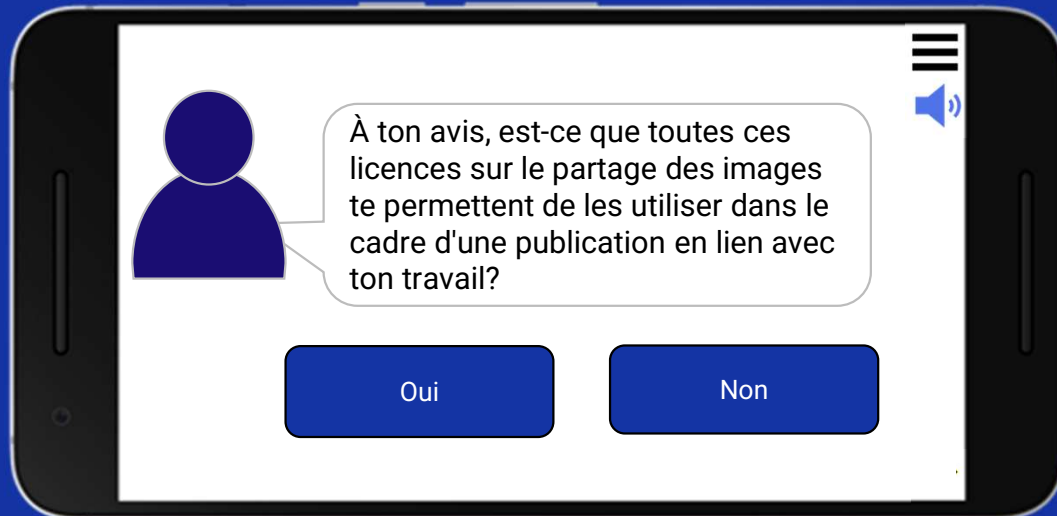 À ton avis, est-ce que toutes ces
licences sur le partage des images
te permettent de les utiliser dans le
cadre d'une publication en lien avec
ton travail?
Oui
Non